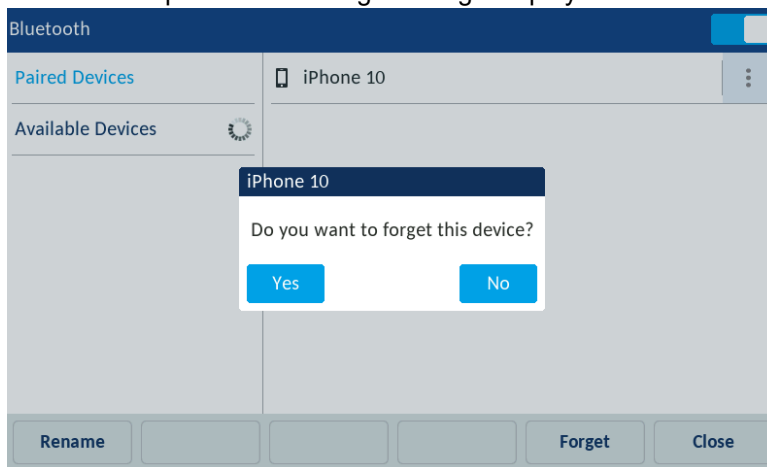 Bluetooth
Paired Devices
iPhone 10
Available Devices
iPhone 10
Do you want to forget this device?
Yes
No
Rename
Forget
Close